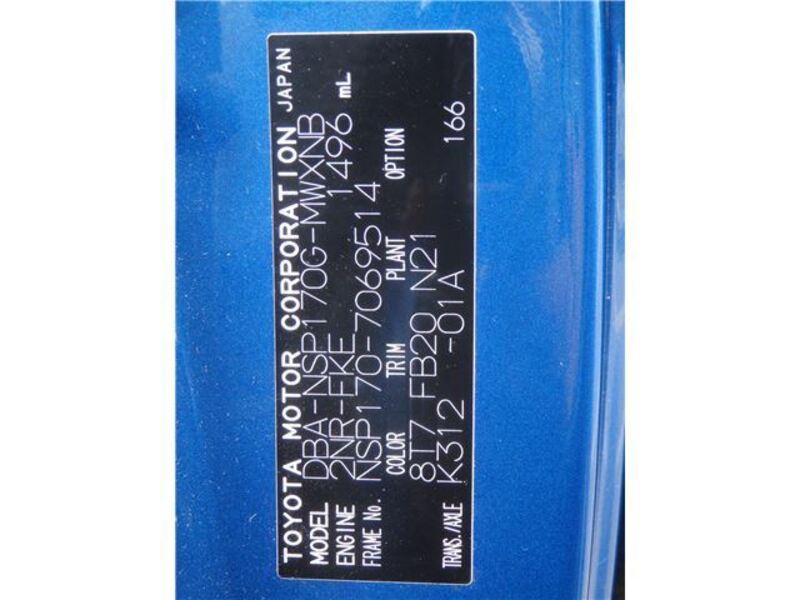 TOYOTA MOTOR CORPORATION JAPAN
MODEL DBA-NSP170G-MWXNB
ENGINE 2NR-FKE 1496 mL
FRAME No. NSP170-7069514
COLOR TRIM PLANT OPTION
8T7 FB20 N21
TRANS./AXLE K312 -01A 166